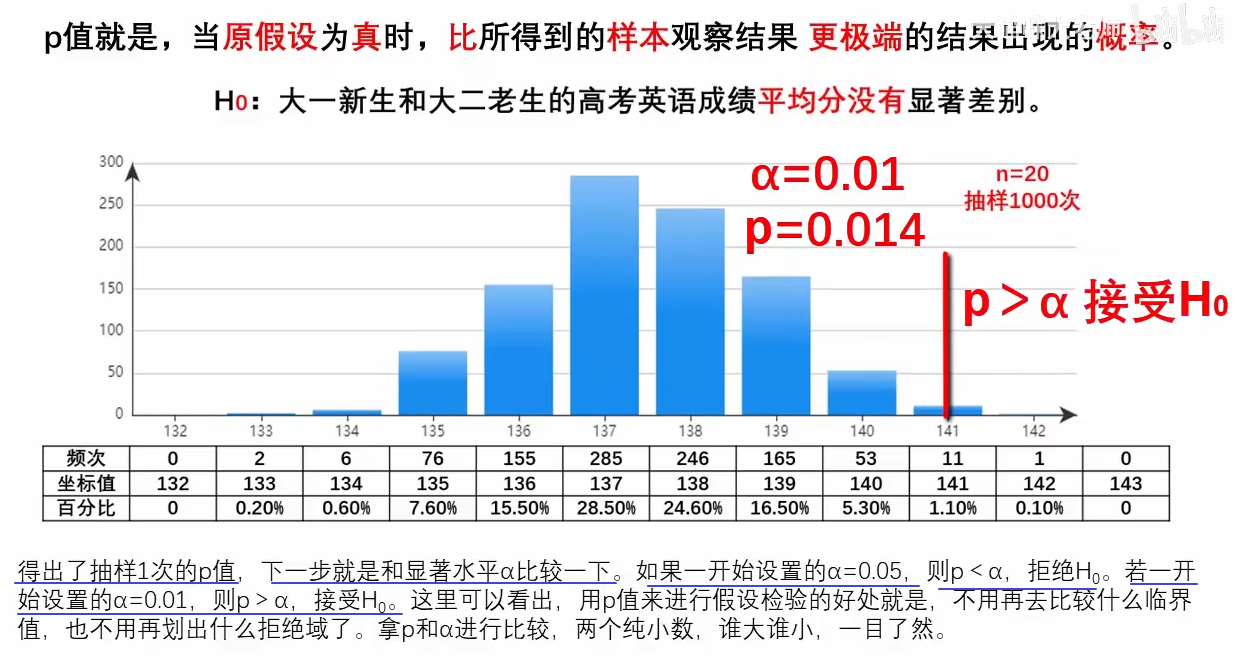 p值就是，当原假设为真时，比所得到的样本观察结果 更极端的结果出现的概率。
H0：大一新生和大二老生的高考英语成绩平均分没有显著差别。
300
250
200
150
100
50
0
α=0.01
p=0.014
n=20
抽样1000次
p＞α 接受H0
132 133 134 135 136 137 138 139 140 141 142
频次 0 2 6 76 155 285 246 165 53 11 1 0
坐标值 132 133 134 135 136 137 138 139 140 141 142 143
百分比 0 0.20% 0.60% 7.60% 15.50% 28.50% 24.60% 16.50% 5.30% 1.10% 0.10% 0
得出了抽样1次的p值，下一步就是和显著水平α比较一下。如果一开始设置的α=0.05，则p＜α，拒绝H0。若一开
始设置的α=0.01，则p＞α，接受H0。这里可以看出，用p值来进行假设检验的好处就是，不用再去比较什么临界
值，也不用再划出什么拒绝域了。拿p和α进行比较，两个纯小数，谁大谁小，一目了然。